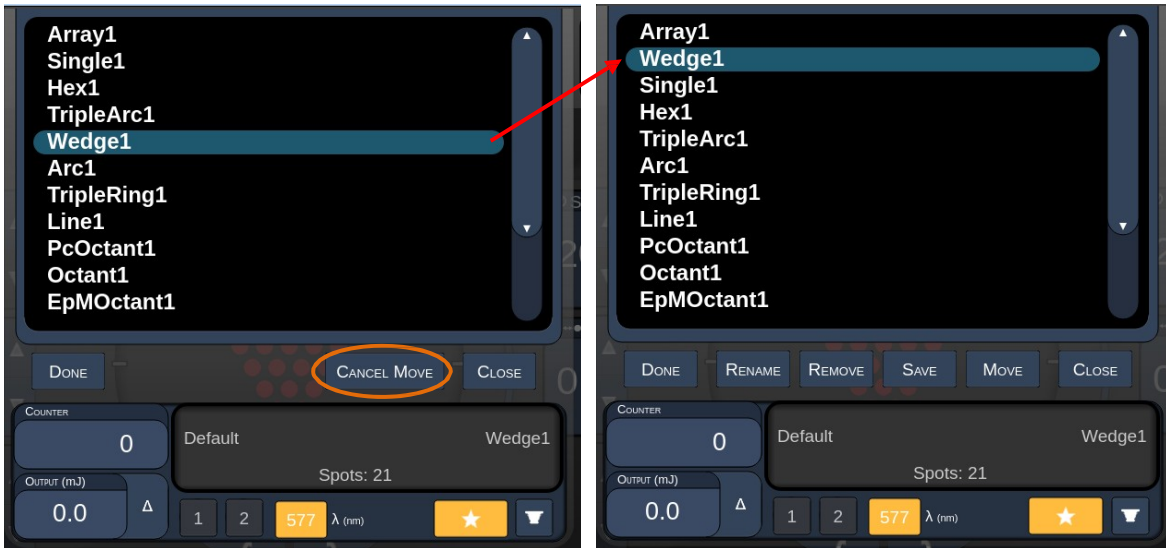 Array1
Single1
Hex1
TripleArc1
Wedge1
Arc1
TripleRing1
Line1
PcOctant1
Octant1
EpMOctant1
DONE CANCEL MOVE CLOSE
COUNTER
0
Default Wedge1
Spots: 21
OUTPUT (mJ)
0.0 Δ
1 2 577 λ (nm)
Array1
Wedge1
Single1
Hex1
TripleArc1
Arc1
TripleRing1
Line1
PcOctant1
Octant1
EpMOctant1
DONE RENAME REMOVE SAVE MOVE CLOSE
COUNTER
0
Default Wedge1
Spots: 21
OUTPUT (mJ)
0.0 Δ
1 2 577 λ (nm)